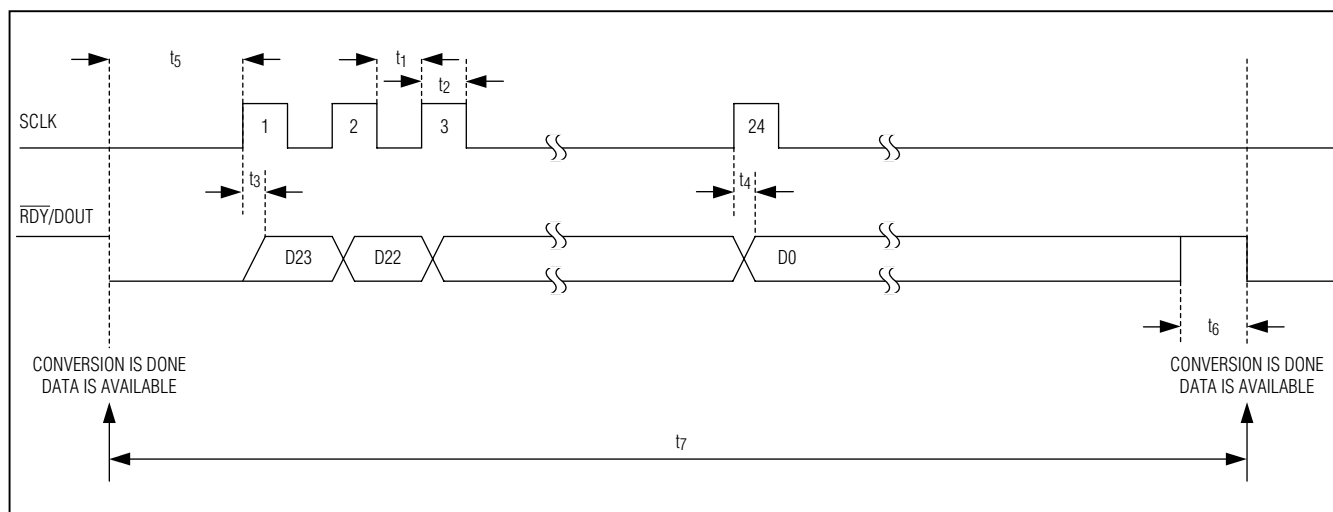 t5
t1
t2
SCLK
1
2
3
24
t3
t4
RDY/DOUT
D23
D22
D0
t6
CONVERSION IS DONE
DATA IS AVAILABLE
CONVERSION IS DONE
DATA IS AVAILABLE
t7